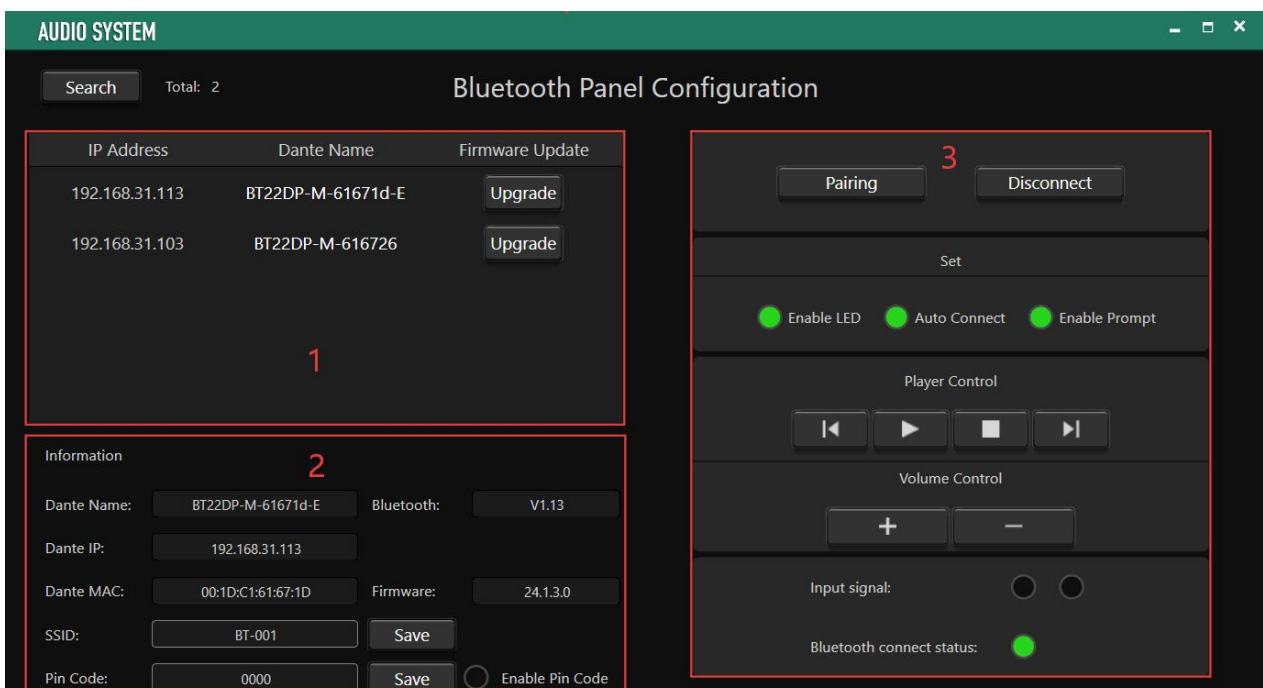 AUDIO SYSTEM
Search Total: 2
Bluetooth Panel Configuration
IP Address Dante Name Firmware Update
192.168.31.113 BT22DP-M-61671d-E Upgrade
192.168.31.103 BT22DP-M-616726 Upgrade
1
Information
2
Dante Name: BT22DP-M-61671d-E Bluetooth: V1.13
Dante IP: 192.168.31.113
Dante MAC: 00:1D:C1:61:67:1D Firmware: 24.1.3.0
SSID: BT-001 Save
Pin Code: 0000 Save Enable Pin Code
3
Pairing Disconnect
Set
Enable LED Auto Connect Enable Prompt
Player Control
Volume Control
+ −
Input signal:
Bluetooth connect status: